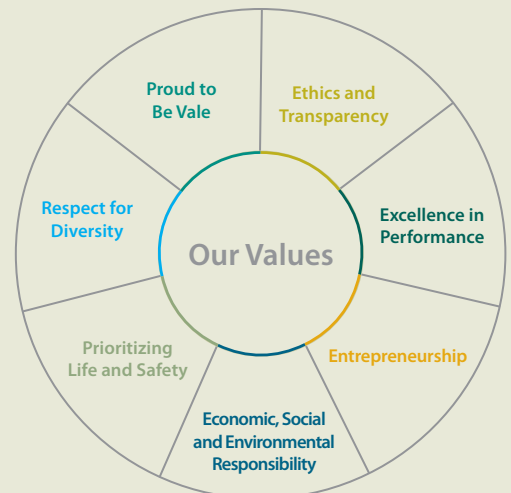 Our Values
Ethics and
Transparency
Excellence in
Performance
Entrepreneurship
Economic, Social
and Environmental
Responsibility
Prioritizing
Life and Safety
Respect for
Diversity
Proud to
Be Vale